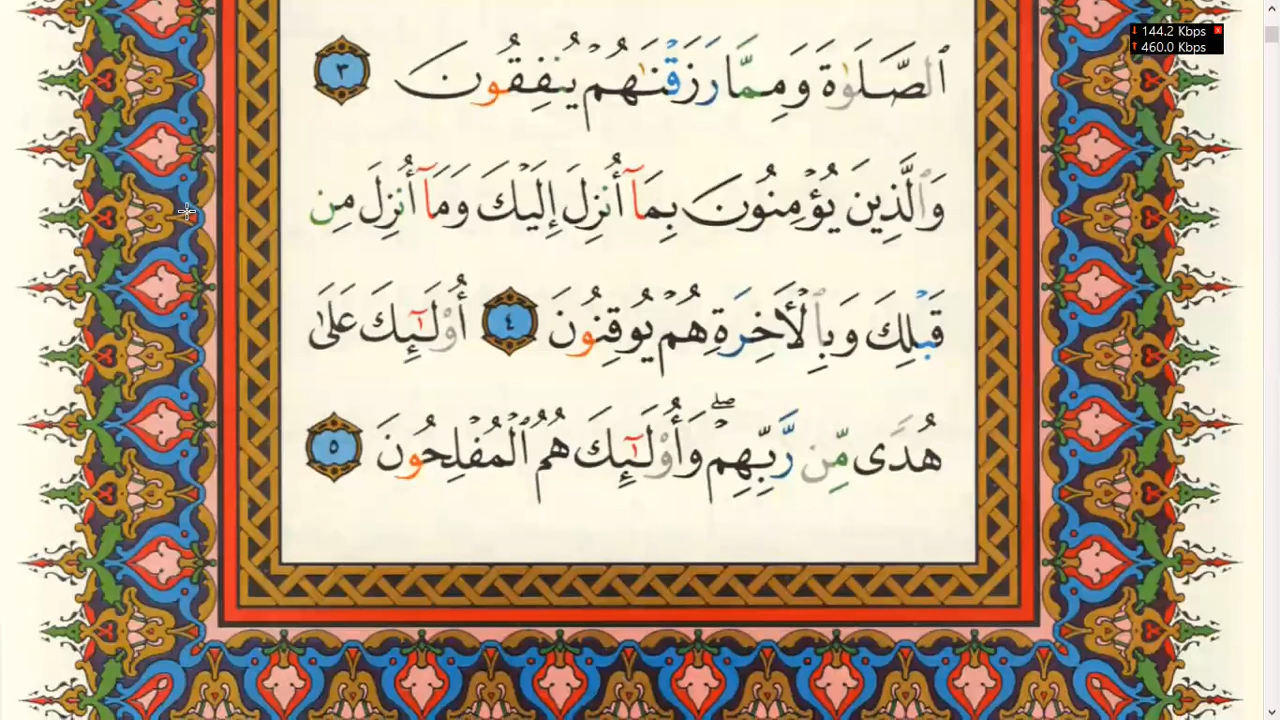 144.2 Kbps
460.0 Kbps
ٱلصَّلَوٰةَ وَمِمَّا رَزَقْنَٰهُمْ يُنفِقُونَ ٣
وَٱلَّذِينَ يُؤْمِنُونَ بِمَآ أُنزِلَ إِلَيْكَ وَمَآ أُنزِلَ مِن
قَبْلِكَ وَبِٱلْأَخِرَةِ هُمْ يُوقِنُونَ ٤ أُوْلَـٰٓئِكَ عَلَىٰ
هُدًى مِّن رَّبِّهِمْ ۖ وَأُوْلَـٰٓئِكَ هُمُ ٱلْمُفْلِحُونَ ٥